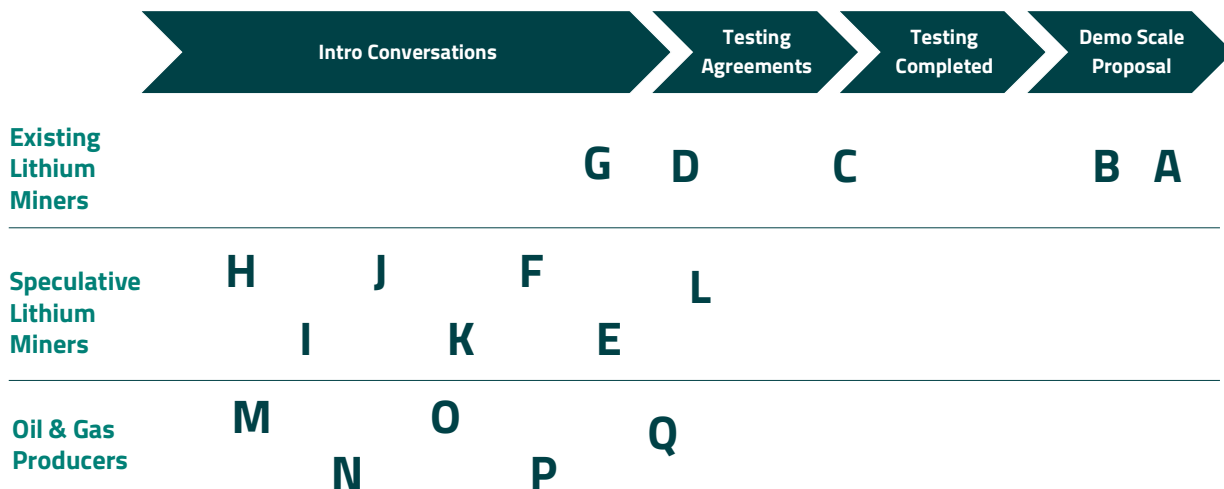 Intro Conversations
Testing
Agreements
Testing
Completed
Demo Scale
Proposal
Existing
Lithium
Miners
G D C B A
Speculative
Lithium
Miners
H J F L
I K E
Oil & Gas
Producers
M O Q
N P